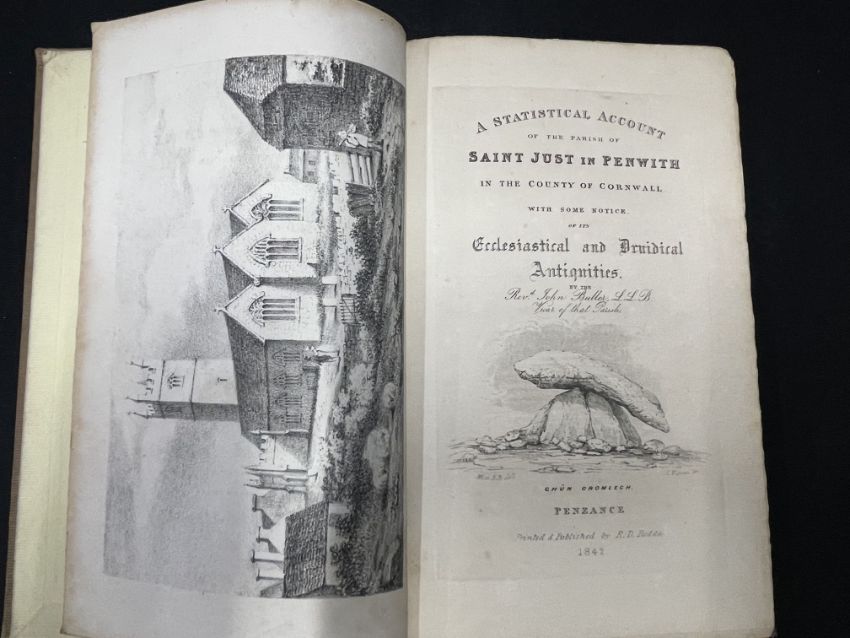 A STATISTICAL ACCOUNT
OF THE PARISH OF
SAINT JUST IN PENWITH
IN THE COUNTY OF CORNWALL
WITH SOME NOTICE
OF ITS
Ecclesiastical and Druidical
Antiquities.
BY THE
Revd. John Buller, L.L.B.
Vicar of that Parish.
CHÛN CROMLECH.
PENZANCE
Printed & Published by R. D. Rodda
1842